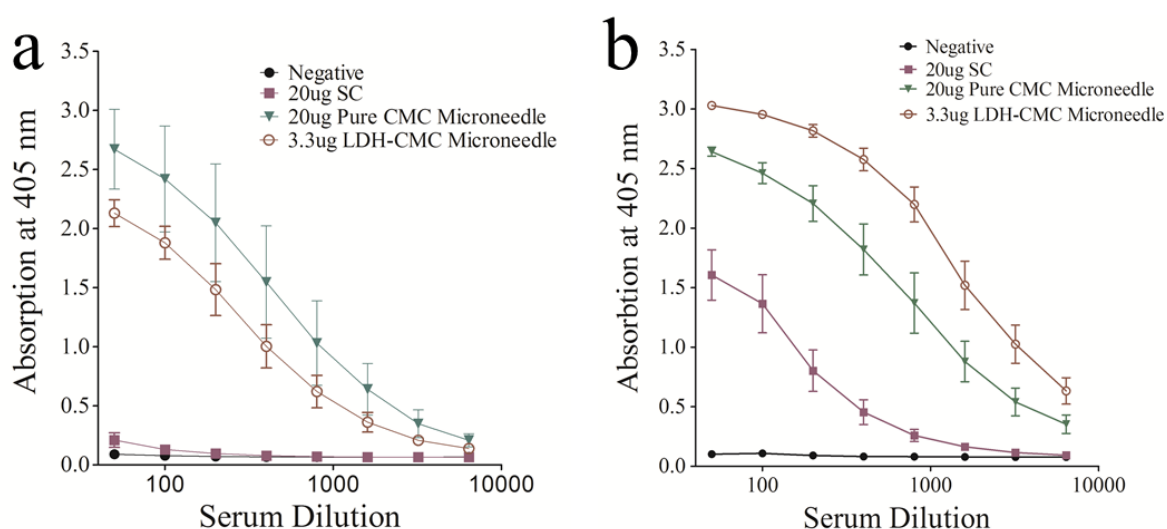 a
3.5
3.0
2.5
2.0
1.5
1.0
0.5
0.0
Absorption at 405 nm
Negative
20ug SC
20ug Pure CMC Microneedle
3.3ug LDH-CMC Microneedle
100
1000
10000
Serum Dilution
b
3.5
3.0
2.5
2.0
1.5
1.0
0.5
0.0
Absorbtion at 405 nm
Negative
20ug SC
20ug Pure CMC Microneedle
3.3ug LDH-CMC Microneedle
100
1000
10000
Serum Dilution